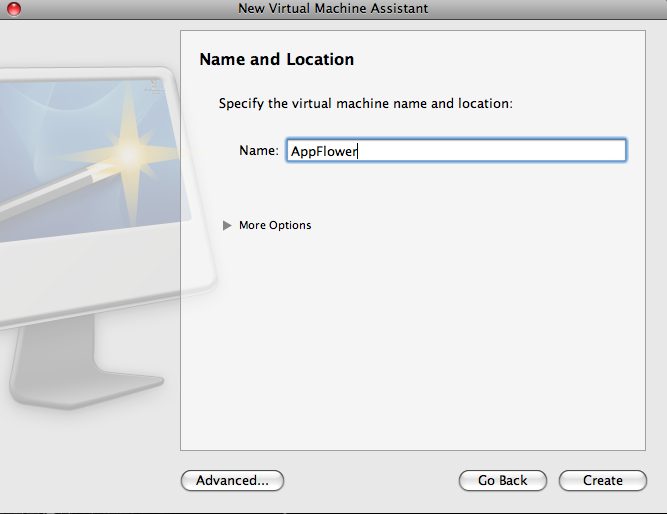 New Virtual Machine Assistant
Name and Location
Specify the virtual machine name and location:
Name: AppFlower
More Options
Advanced... Go Back Create